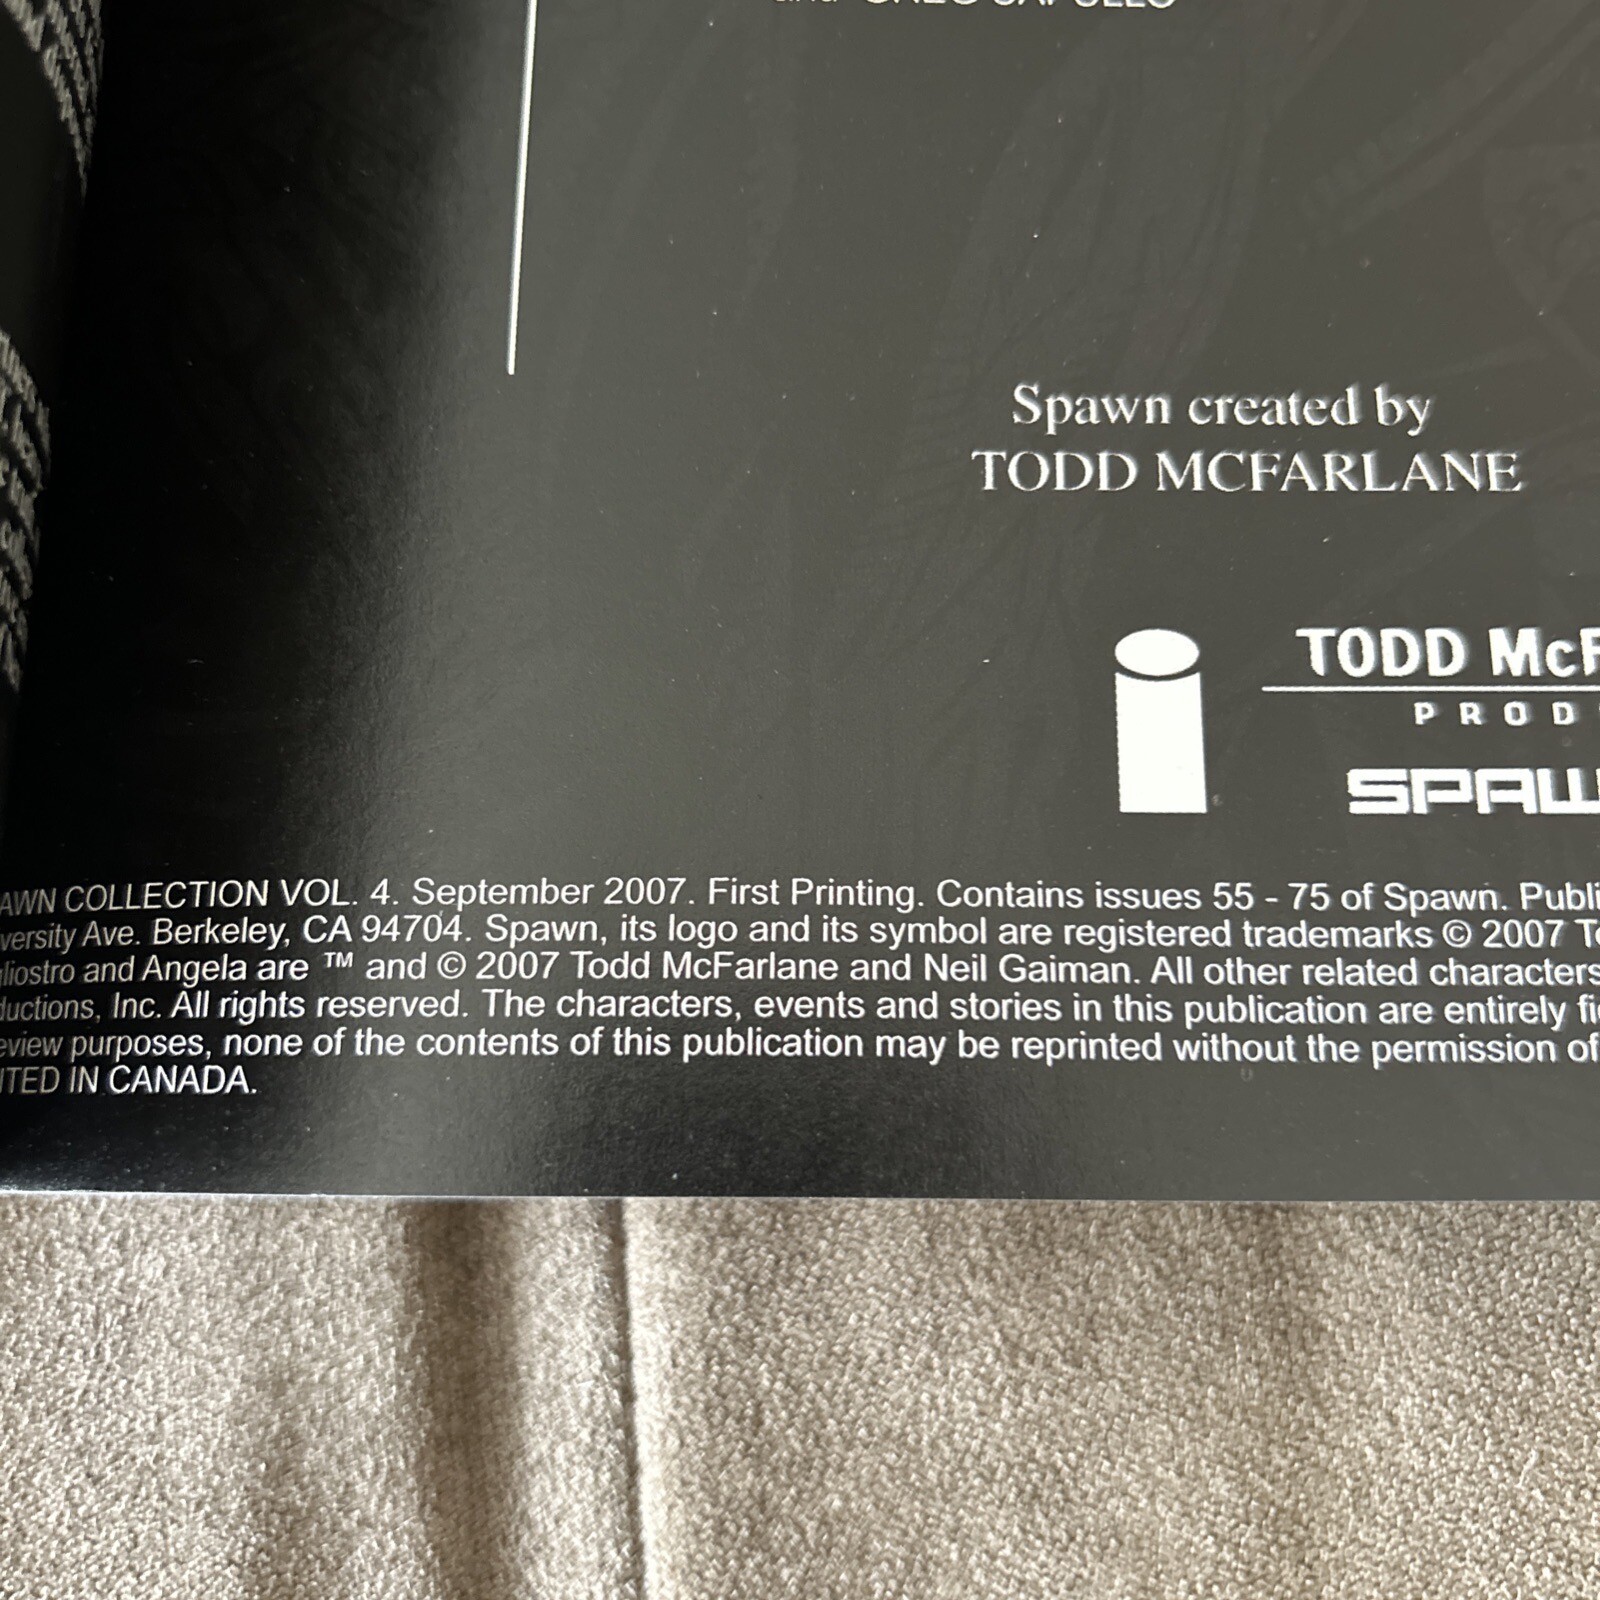 Spawn created by
TODD MCFARLANE
i
TODD McF
PROD
SPAW
AWN COLLECTION VOL. 4. September 2007. First Printing. Contains issues 55 - 75 of Spawn. Publi
versity Ave. Berkeley, CA 94704. Spawn, its logo and its symbol are registered trademarks © 2007 T
liostro and Angela are ™ and © 2007 Todd McFarlane and Neil Gaiman. All other related characters
ductions, Inc. All rights reserved. The characters, events and stories in this publication are entirely fi
eview purposes, none of the contents of this publication may be reprinted without the permission of
TED IN CANADA.